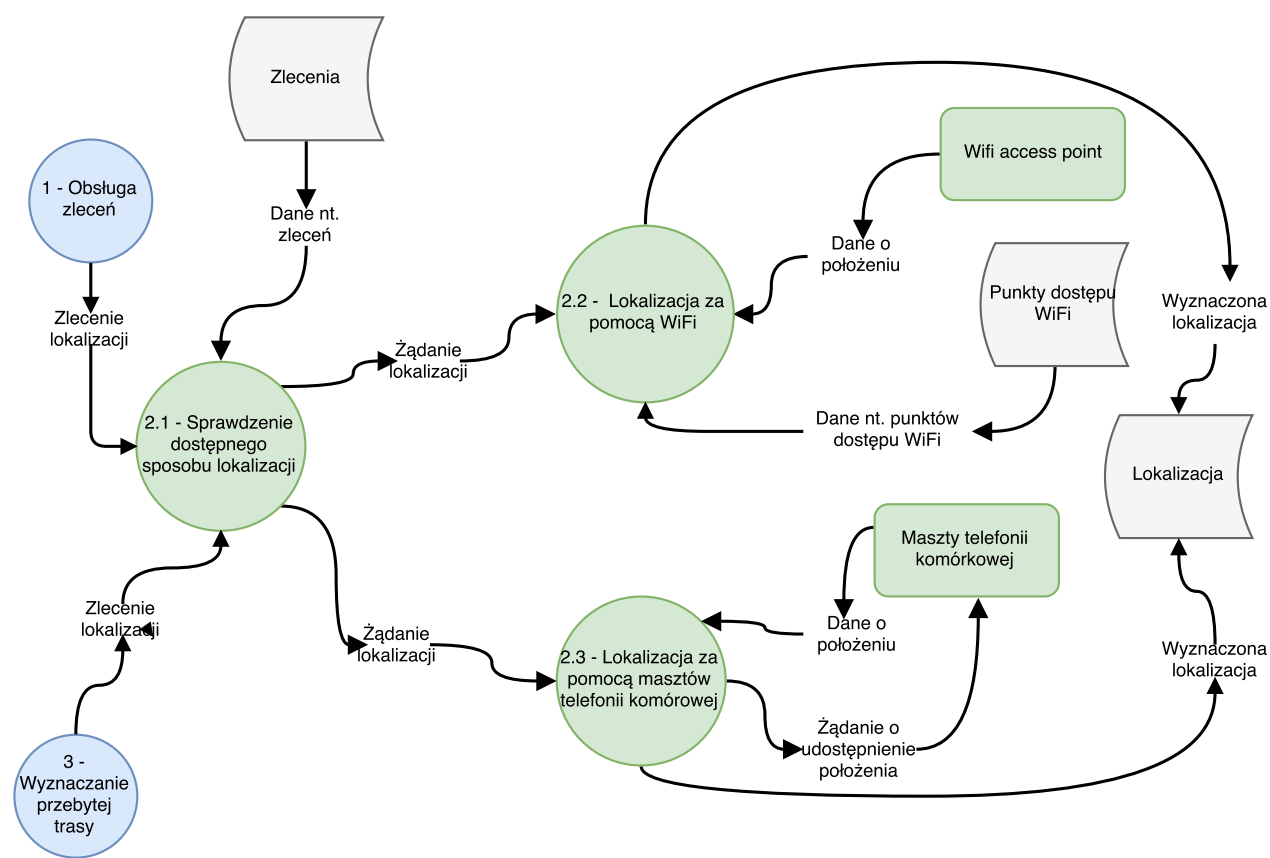 Zlecenia
1 - Obsługa
zleceń
Dane nt.
zleceń
Zlecenie
lokalizacji
2.1 - Sprawdzenie
dostępnego
sposobu lokalizacji
Zlecenie
lokalizacji
3 -
Wyznaczanie
przebytej
trasy
Żądanie
lokalizacji
Żądanie
lokalizacji
2.2 - Lokalizacja za
pomocą WiFi
Wifi access point
Dane o
położeniu
Punkty dostępu
WiFi
Dane nt. punktów
dostępu WiFi
Wyznaczona
lokalizacja
Lokalizacja
Maszty telefonii
komórkowej
Dane o
położeniu
2.3 - Lokalizacja za
pomocą masztów
telefonii komórowej
Żądanie o
udostępnienie
położenia
Wyznaczona
lokalizacja